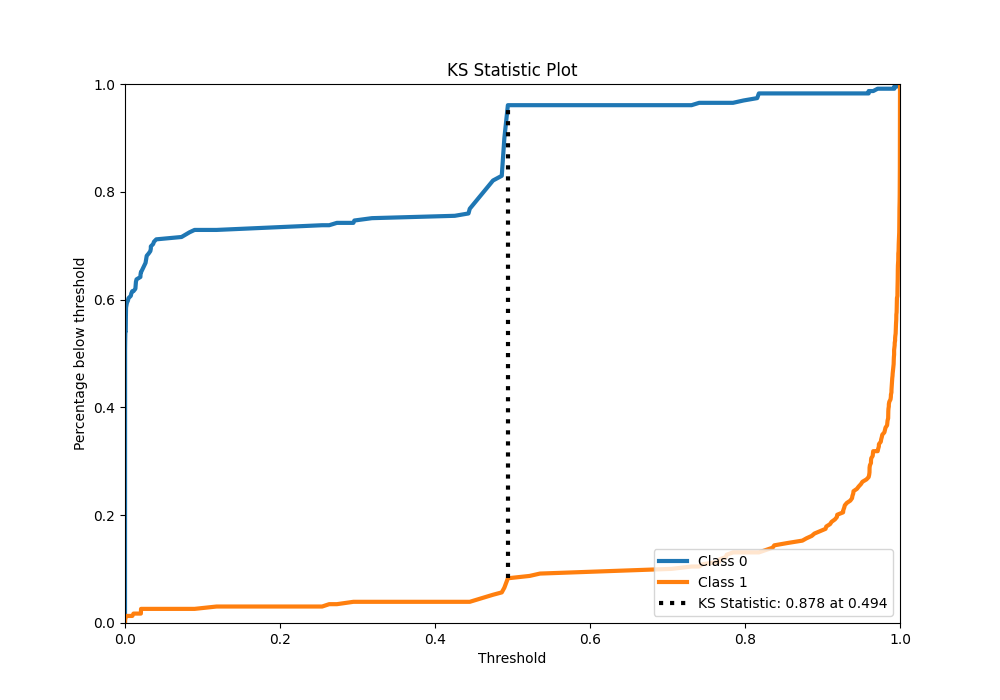 KS Statistic Plot
1.0
0.8
0.6
0.4
0.2
0.0
Percentage below threshold
0.0 0.2 0.4 0.6 0.8 1.0
Threshold
Class 0
Class 1
KS Statistic: 0.878 at 0.494